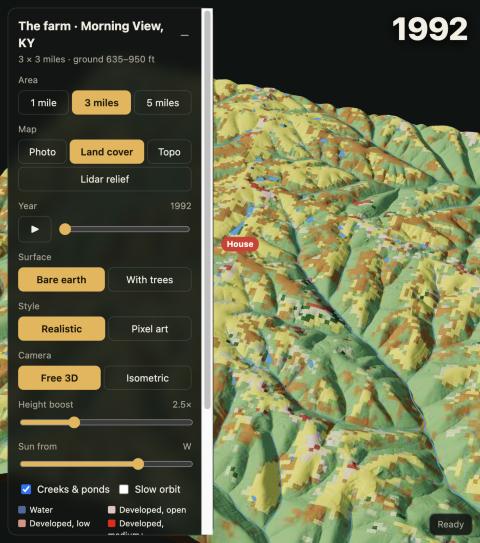 The farm · Morning View,
KY
3 × 3 miles · ground 635–950 ft
Area
1 mile 3 miles 5 miles
Map
Photo Land cover Topo
Lidar relief
Year 1992
Surface
Bare earth With trees
Style
Realistic Pixel art
Camera
Free 3D Isometric
Height boost 2.5×
Sun from W
Creeks & ponds Slow orbit
Water Developed, open
Developed, low Developed,
1992
House
Ready